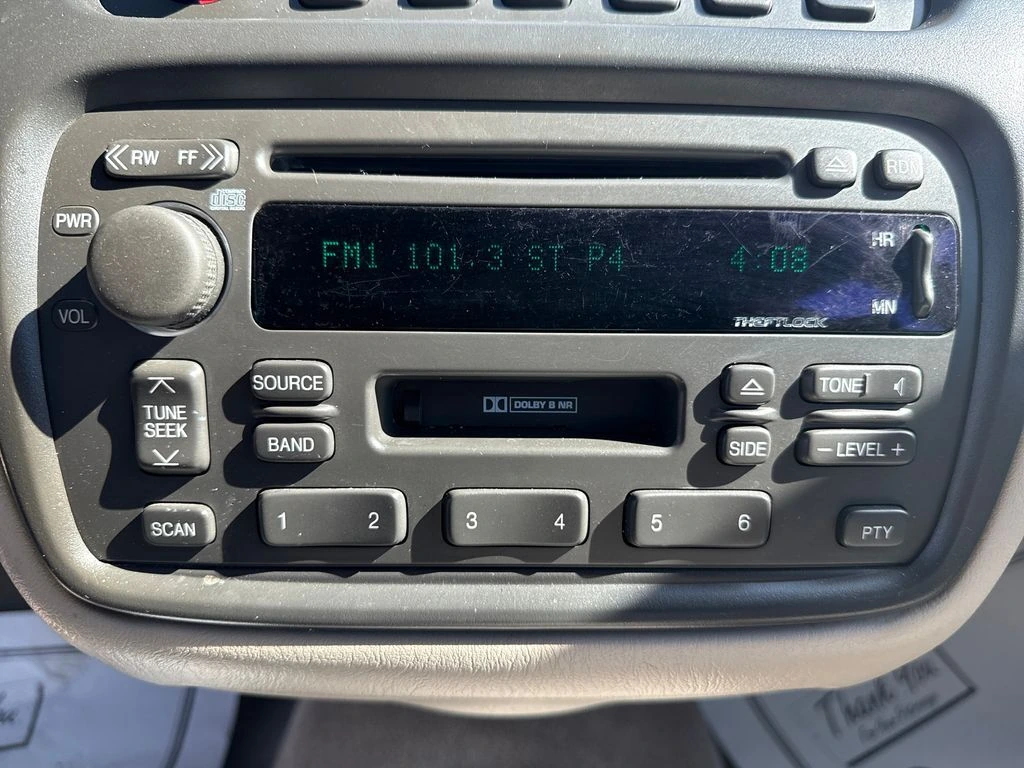 RW FF
RDS
disc
PWR
FM1 101.3 ST P4 4:08
HR
MN
VOL
THEFTLOCK
TUNE
SEEK
SOURCE
DOLBY B NR
TONE
BAND
SIDE
- LEVEL +
SCAN
1 2
3 4
5 6
PTY
Thank You